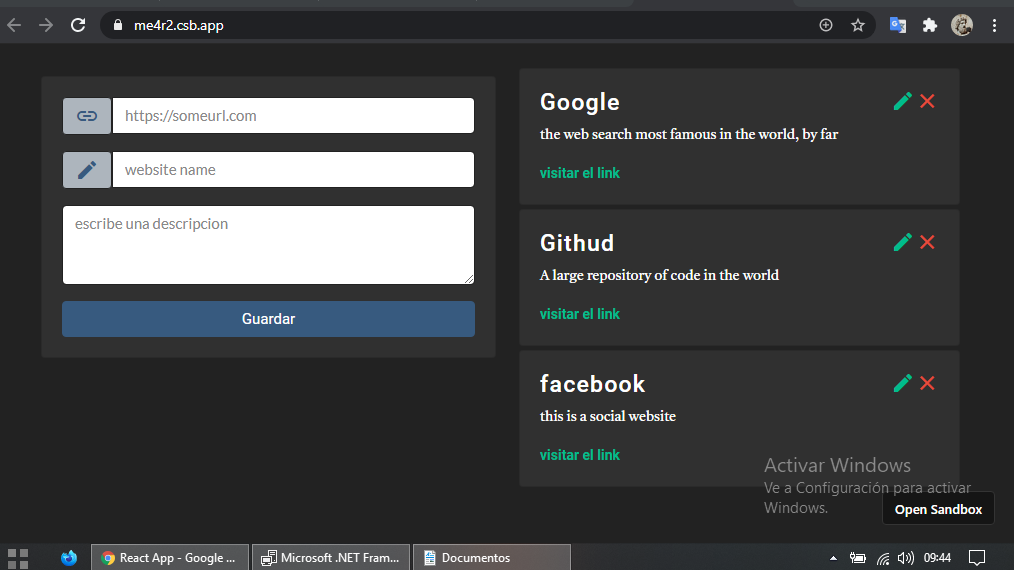 me4r2.csb.app
https://someurl.com
website name
escribe una descripcion
Guardar
Google
the web search most famous in the world, by far
visitar el link
Githud
A large repository of code in the world
visitar el link
facebook
this is a social website
visitar el link
Activar Windows
Ve a Configuración para activar
Windows.
Open Sandbox
React App - Google ...
Microsoft .NET Fram...
Documentos
09:44